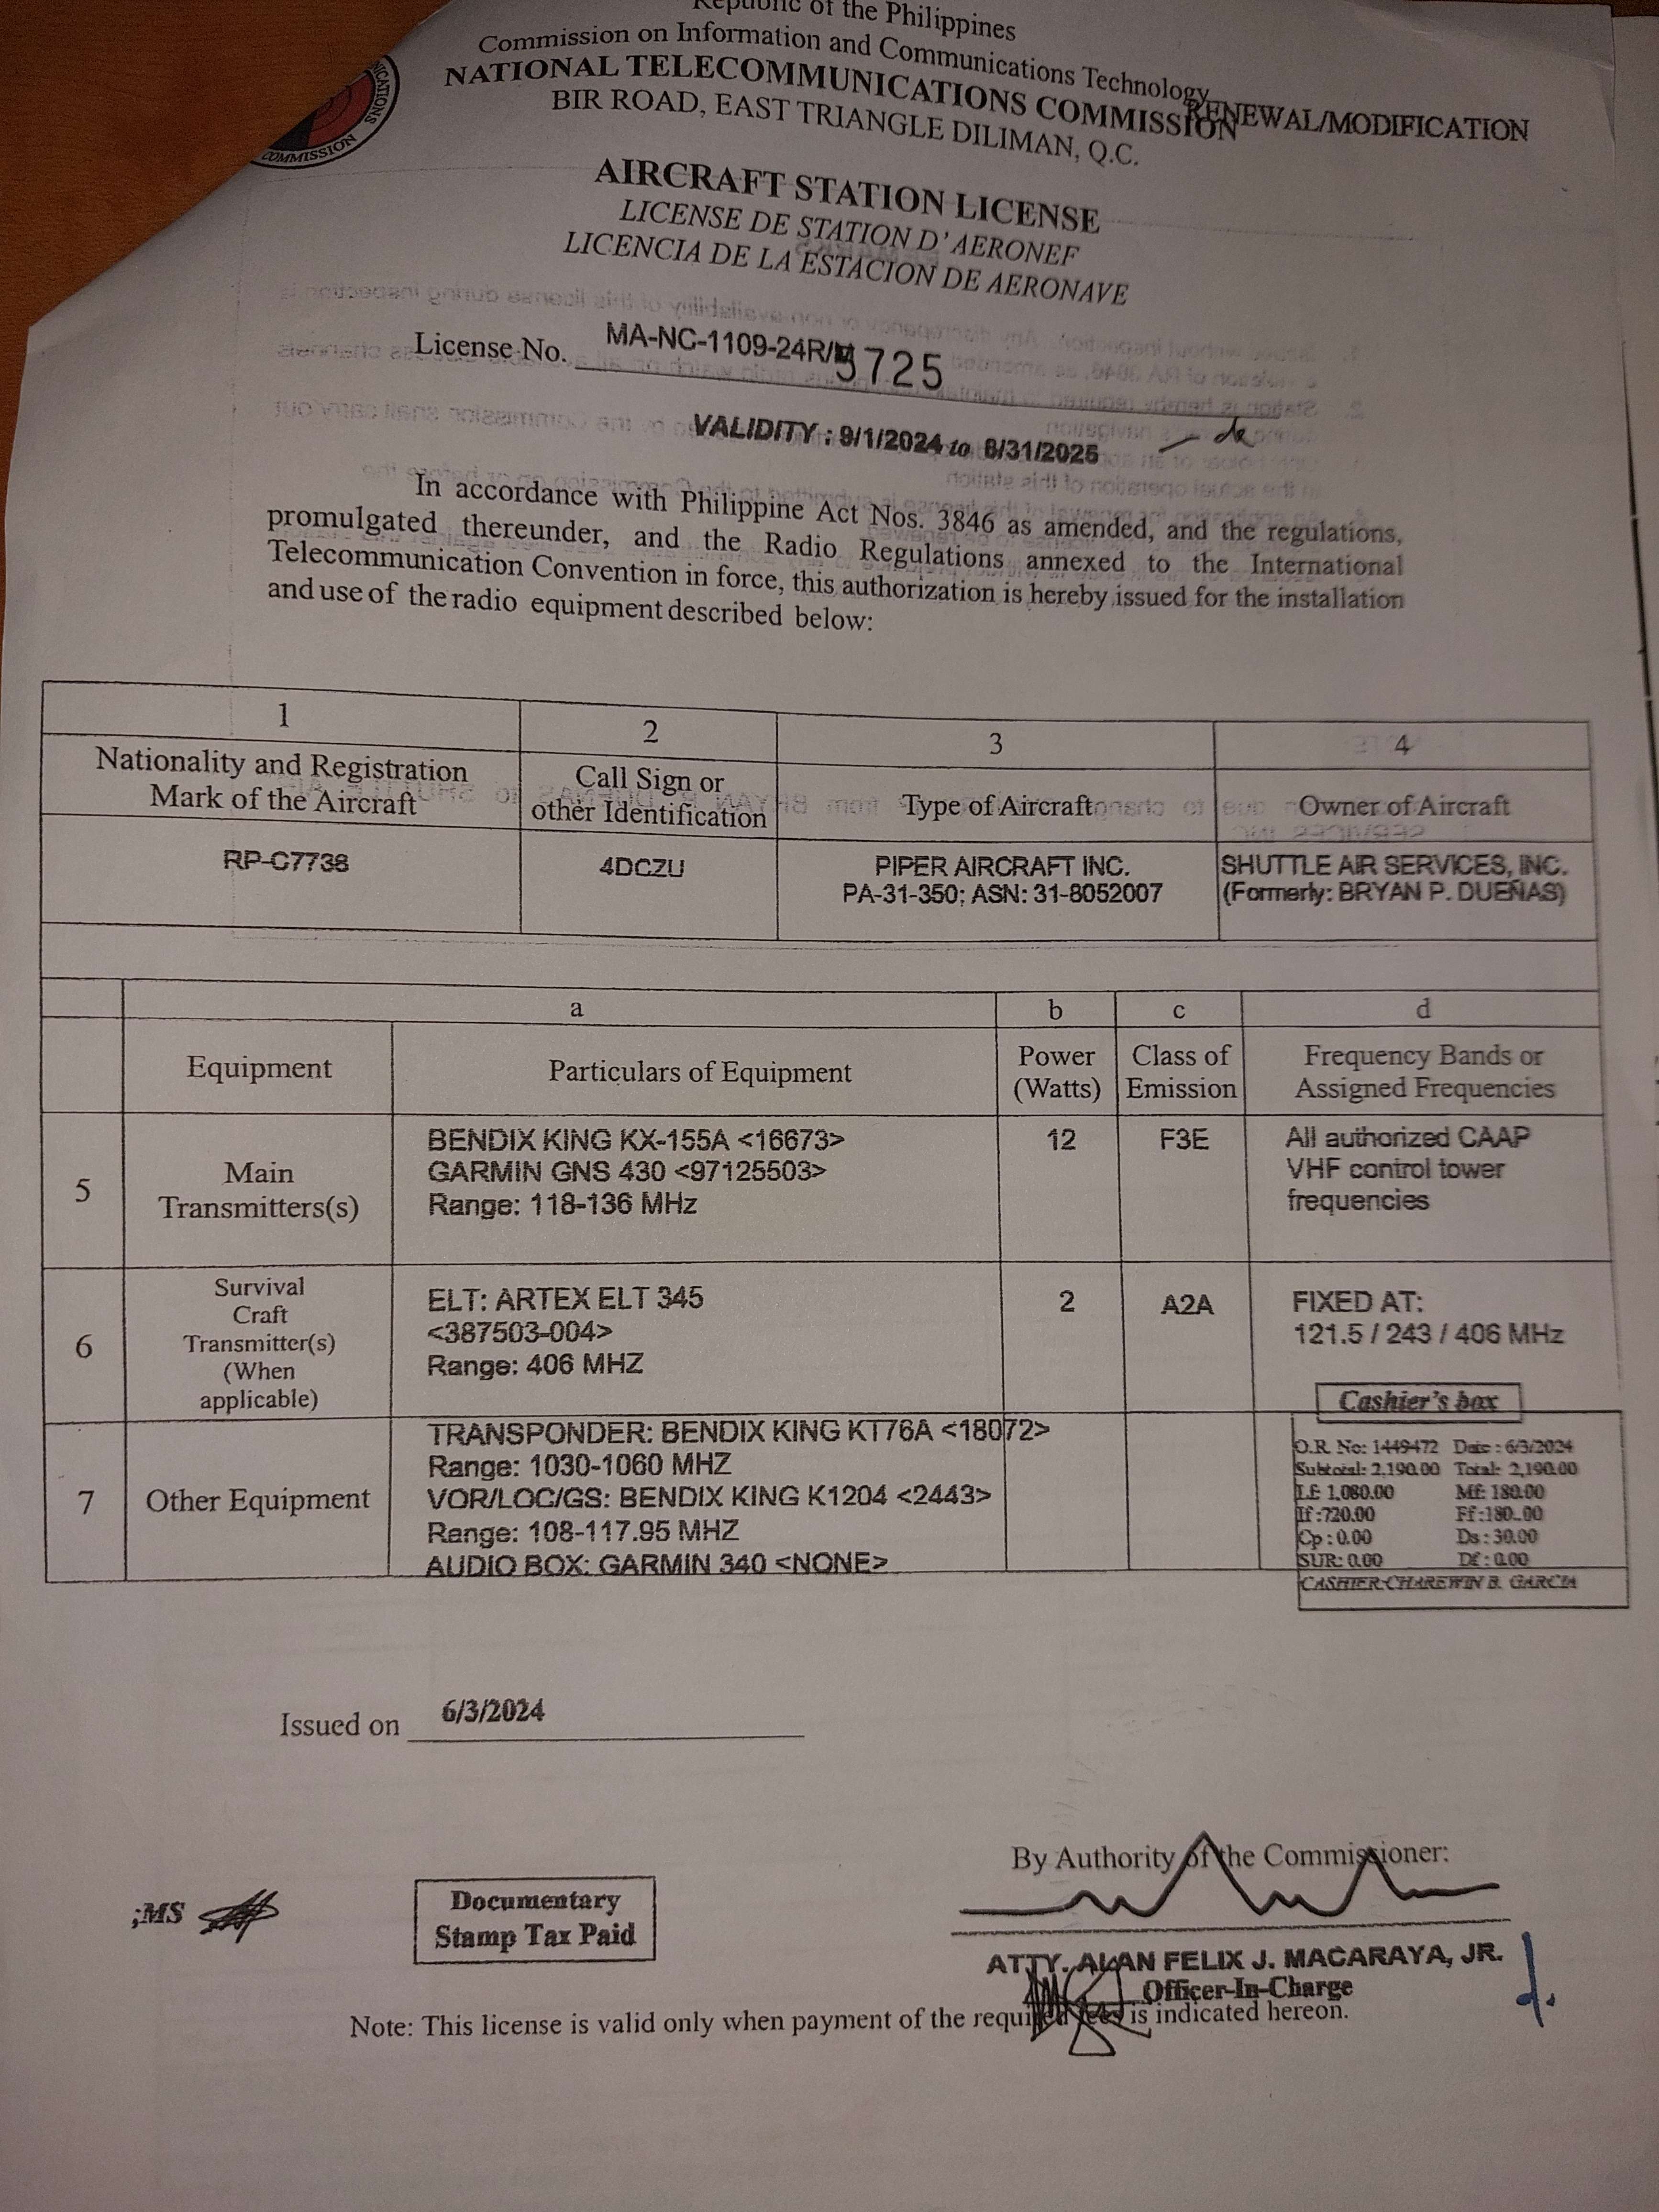 Republic of the Philippines
Commission on Information and Communications Technology
NATIONAL TELECOMMUNICATIONS COMMISSION
RENEWAL/MODIFICATION
BIR ROAD, EAST TRIANGLE DILIMAN, Q.C.
COMMISSION
AIRCRAFT STATION LICENSE
LICENSE DE STATION D' AERONEF
LICENCIA DE LA ESTACION DE AERONAVE
License No. MA-NC-1109-24R/M 5725
VALIDITY : 9/1/2024 to 8/31/2025
In accordance with Philippine Act Nos. 3846 as amended, and the regulations,
promulgated thereunder, and the Radio Regulations annexed to the International
Telecommunication Convention in force, this authorization is hereby issued for the installation
and use of the radio equipment described below:
1 2 3 4
Nationality and Registration
Mark of the Aircraft
Call Sign or
other Identification
Type of Aircraft
Owner of Aircraft
RP-C7738
4DCZU
PIPER AIRCRAFT INC.
PA-31-350; ASN: 31-8052007
SHUTTLE AIR SERVICES, INC.
(Formerly: BRYAN P. DUEÑAS)
a b c d
Equipment
Particulars of Equipment
Power
(Watts)
Class of
Emission
Frequency Bands or
Assigned Frequencies
5
Main
Transmitters(s)
BENDIX KING KX-155A <16673>
GARMIN GNS 430 <97125503>
Range: 118-136 MHz
12
F3E
All authorized CAAP
VHF control tower
frequencies
6
Survival
Craft
Transmitter(s)
(When
applicable)
ELT: ARTEX ELT 345
<387503-004>
Range: 406 MHZ
2
A2A
FIXED AT:
121.5 / 243 / 406 MHz
7
Other Equipment
TRANSPONDER: BENDIX KING KT76A <18072>
Range: 1030-1060 MHZ
VOR/LOC/GS: BENDIX KING K1204 <2443>
Range: 108-117.95 MHZ
AUDIO BOX: GARMIN 340 <NONE>
Cashier's box
O.R. No: 1449472 Date : 6/3/2024
Subtotal: 2,190.00 Total: 2,190.00
Lf: 1,080.00 Mf: 180.00
If :720.00 Ff :180..00
Cp : 0.00 Ds : 30.00
SUR: 0.00 Df : 0.00
CASHIER:CHAREWIN B. GARCIA
Issued on 6/3/2024
By Authority of the Commissioner:
;MS
Documentary
Stamp Tax Paid
ATTY. ALAN FELIX J. MACARAYA, JR.
Officer-In-Charge
Note: This license is valid only when payment of the required fees is indicated hereon.